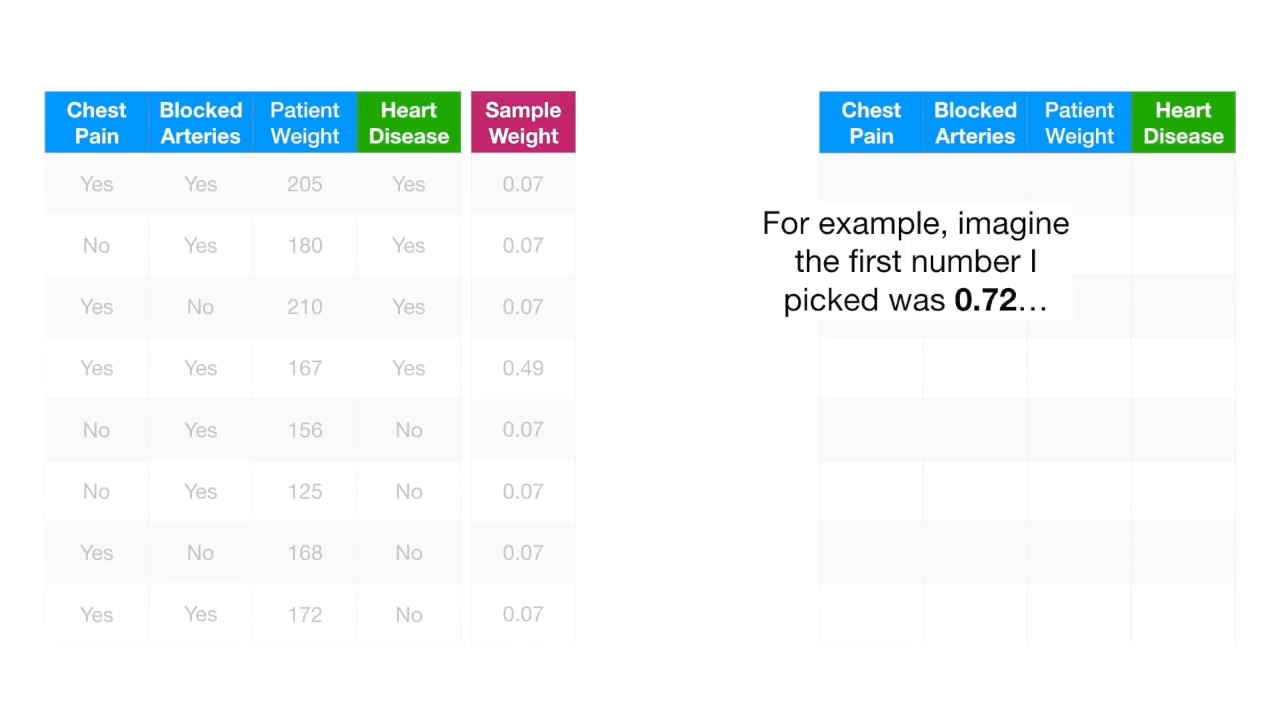 Chest Pain Blocked Arteries Patient Weight Heart Disease Sample Weight
Yes Yes 205 Yes 0.07
No Yes 180 Yes 0.07
Yes No 210 Yes 0.07
Yes Yes 167 Yes 0.49
No Yes 156 No 0.07
No Yes 125 No 0.07
Yes No 168 No 0.07
Yes Yes 172 No 0.07
Chest Pain Blocked Arteries Patient Weight Heart Disease
For example, imagine
the first number I
picked was 0.72…